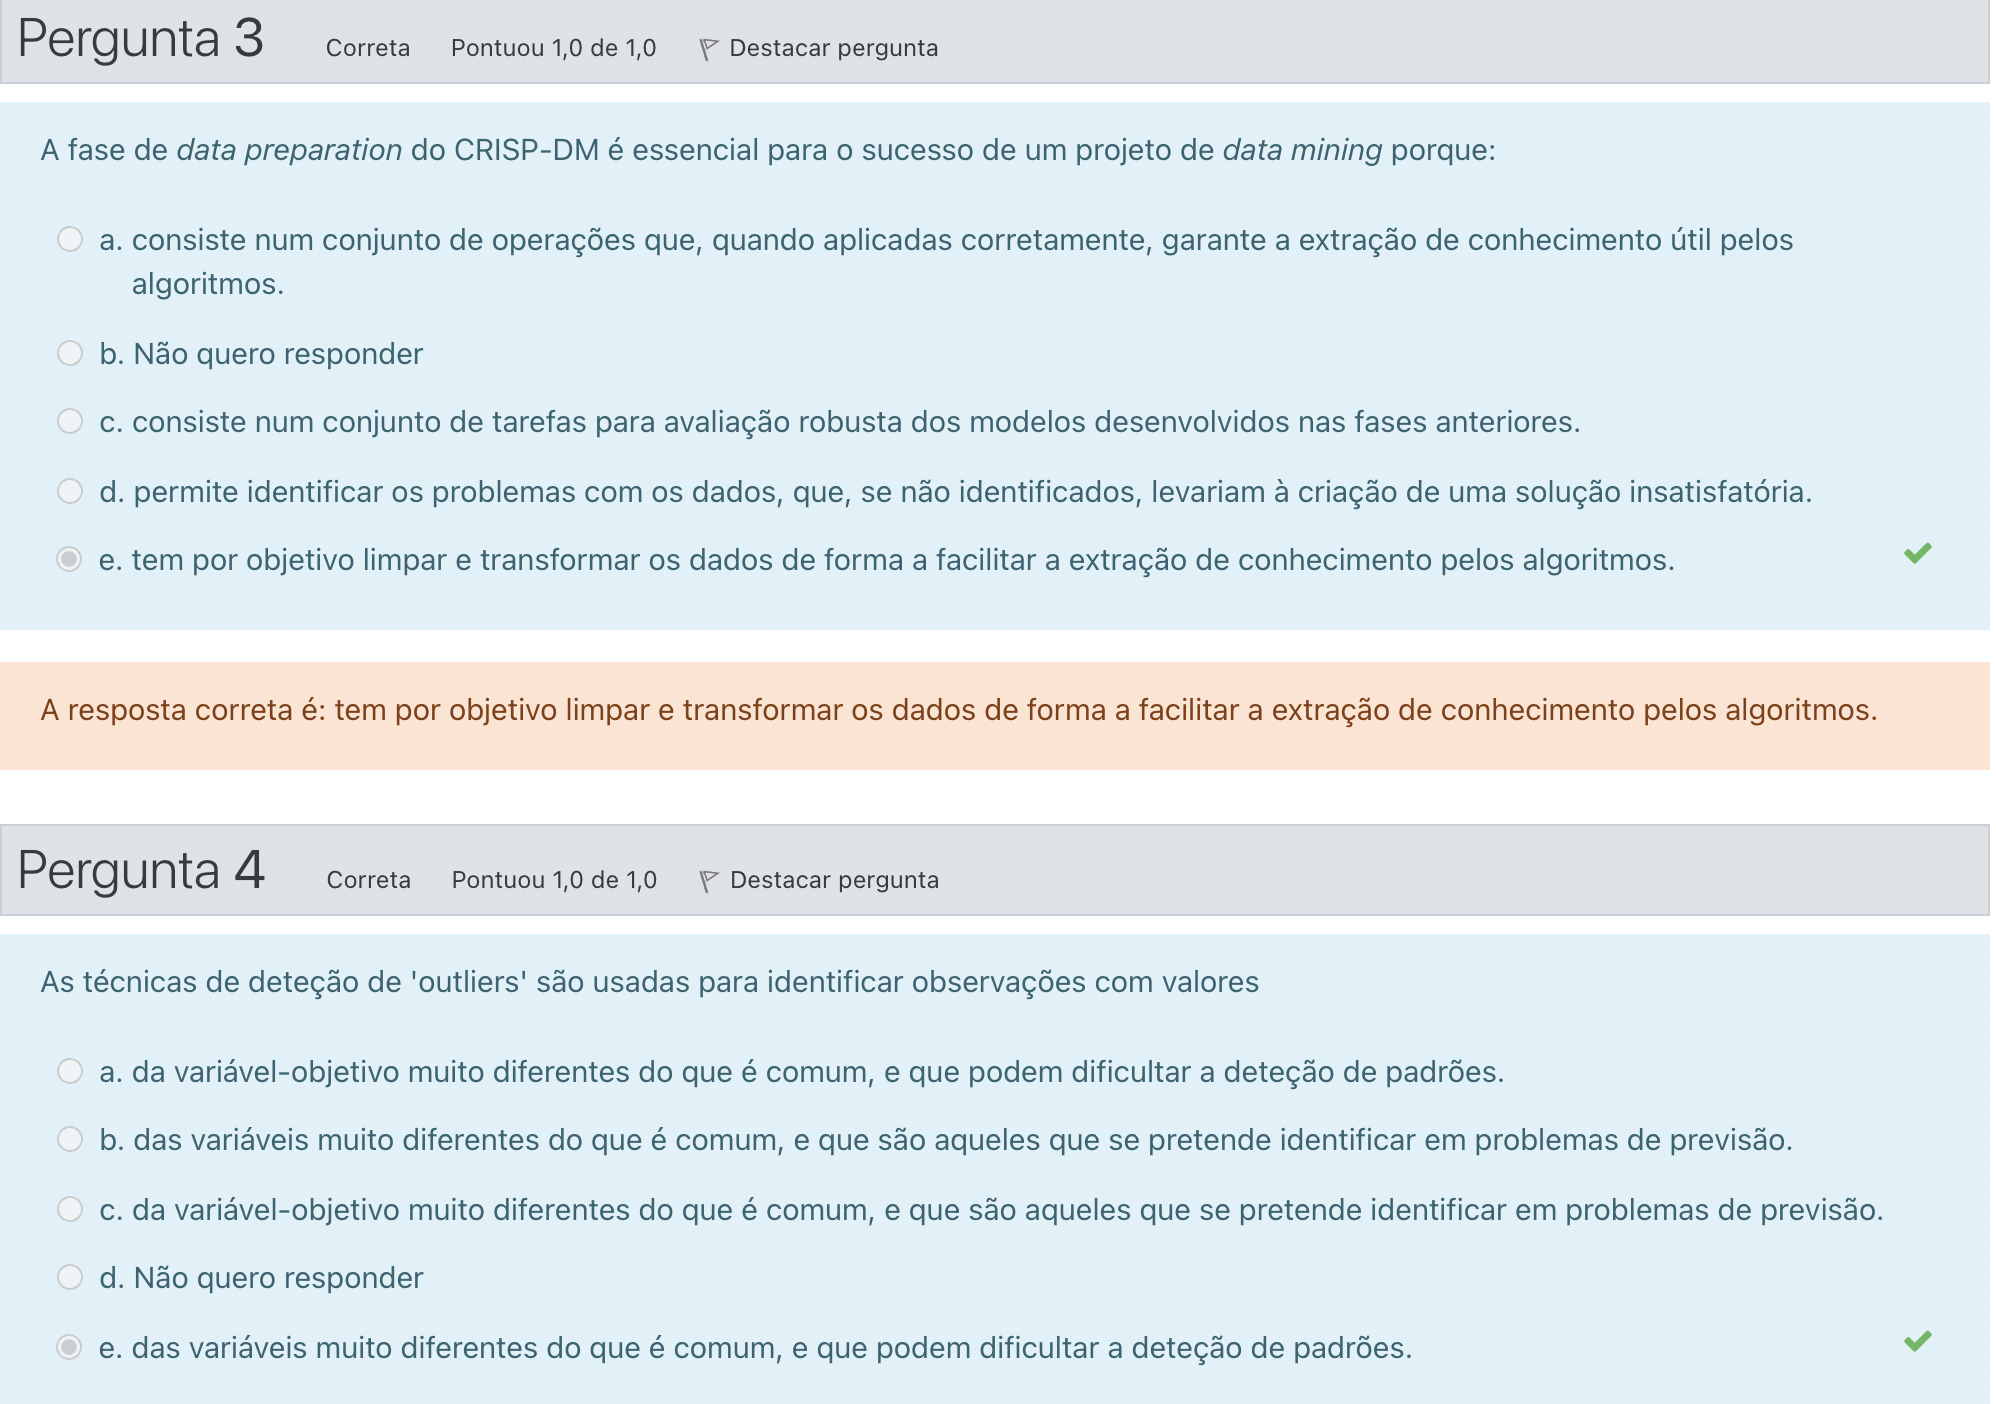 Pergunta 3 Correta Pontuou 1,0 de 1,0 Destacar pergunta
A fase de data preparation do CRISP-DM é essencial para o sucesso de um projeto de data mining porque:
a. consiste num conjunto de operações que, quando aplicadas corretamente, garante a extração de conhecimento útil pelos
algoritmos.
b. Não quero responder
c. consiste num conjunto de tarefas para avaliação robusta dos modelos desenvolvidos nas fases anteriores.
d. permite identificar os problemas com os dados, que, se não identificados, levariam à criação de uma solução insatisfatória.
e. tem por objetivo limpar e transformar os dados de forma a facilitar a extração de conhecimento pelos algoritmos.
A resposta correta é: tem por objetivo limpar e transformar os dados de forma a facilitar a extração de conhecimento pelos algoritmos.
Pergunta 4 Correta Pontuou 1,0 de 1,0 Destacar pergunta
As técnicas de deteção de 'outliers' são usadas para identificar observações com valores
a. da variável-objetivo muito diferentes do que é comum, e que podem dificultar a deteção de padrões.
b. das variáveis muito diferentes do que é comum, e que são aqueles que se pretende identificar em problemas de previsão.
c. da variável-objetivo muito diferentes do que é comum, e que são aqueles que se pretende identificar em problemas de previsão.
d. Não quero responder
e. das variáveis muito diferentes do que é comum, e que podem dificultar a deteção de padrões.